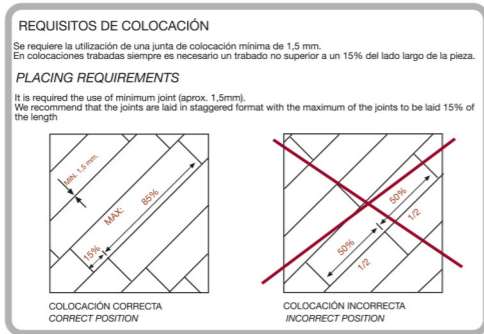 REQUISITOS DE COLOCACIÓN
Se requiere la utilización de una junta de colocación mínima de 1,5 mm.
En colocaciones trabadas siempre es necesario un trabado no superior a un 15% del lado largo de la pieza.
PLACING REQUIREMENTS
It is required the use of minimum joint (aprox. 1,5mm).
We recommend that the joints are laid in staggered format with the maximum of the joints to be laid 15% of
the length
MIN. 1,5 mm.
MAX:
85%
15%
50%
1/2
50%
1/2
COLOCACIÓN CORRECTA
CORRECT POSITION
COLOCACIÓN INCORRECTA
INCORRECT POSITION